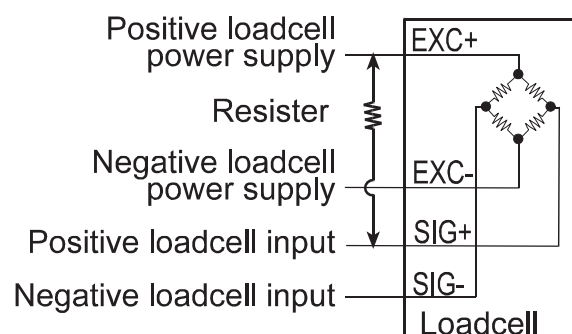 Positive loadcell
power supply
EXC+
Resister
Negative loadcell
power supply
EXC-
Positive loadcell input
SIG+
Negative loadcell input
SIG-
Loadcell